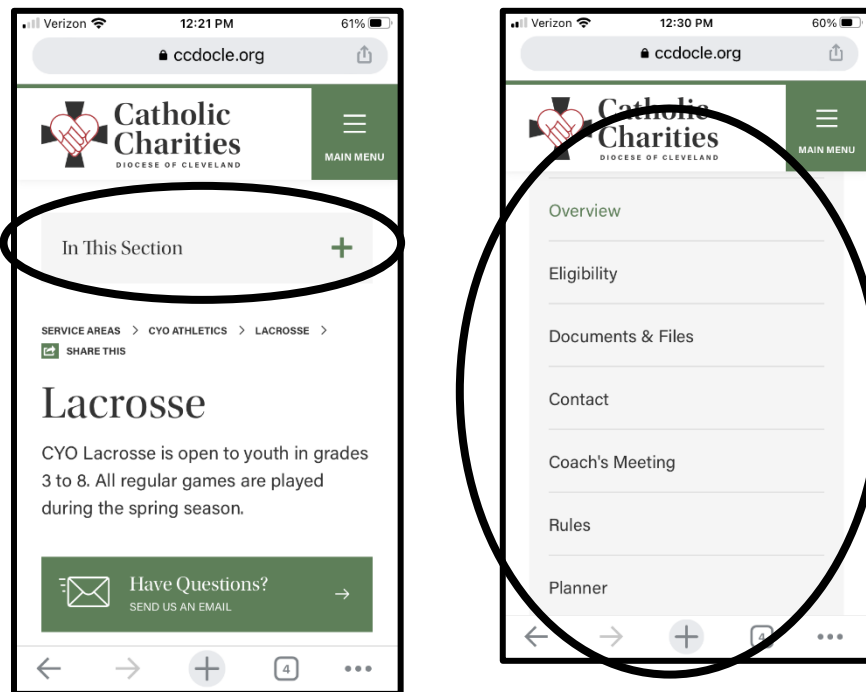 Verizon 12:21 PM 61%
ccdocle.org
Catholic
Charities
DIOCESE OF CLEVELAND
MAIN MENU
In This Section +
SERVICE AREAS > CYO ATHLETICS > LACROSSE >
SHARE THIS
Lacrosse
CYO Lacrosse is open to youth in grades
3 to 8. All regular games are played
during the spring season.
Have Questions?
SEND US AN EMAIL
4
Verizon 12:30 PM 60%
ccdocle.org
Catholic
Charities
DIOCESE OF CLEVELAND
MAIN MENU
Overview
Eligibility
Documents & Files
Contact
Coach's Meeting
Rules
Planner
4